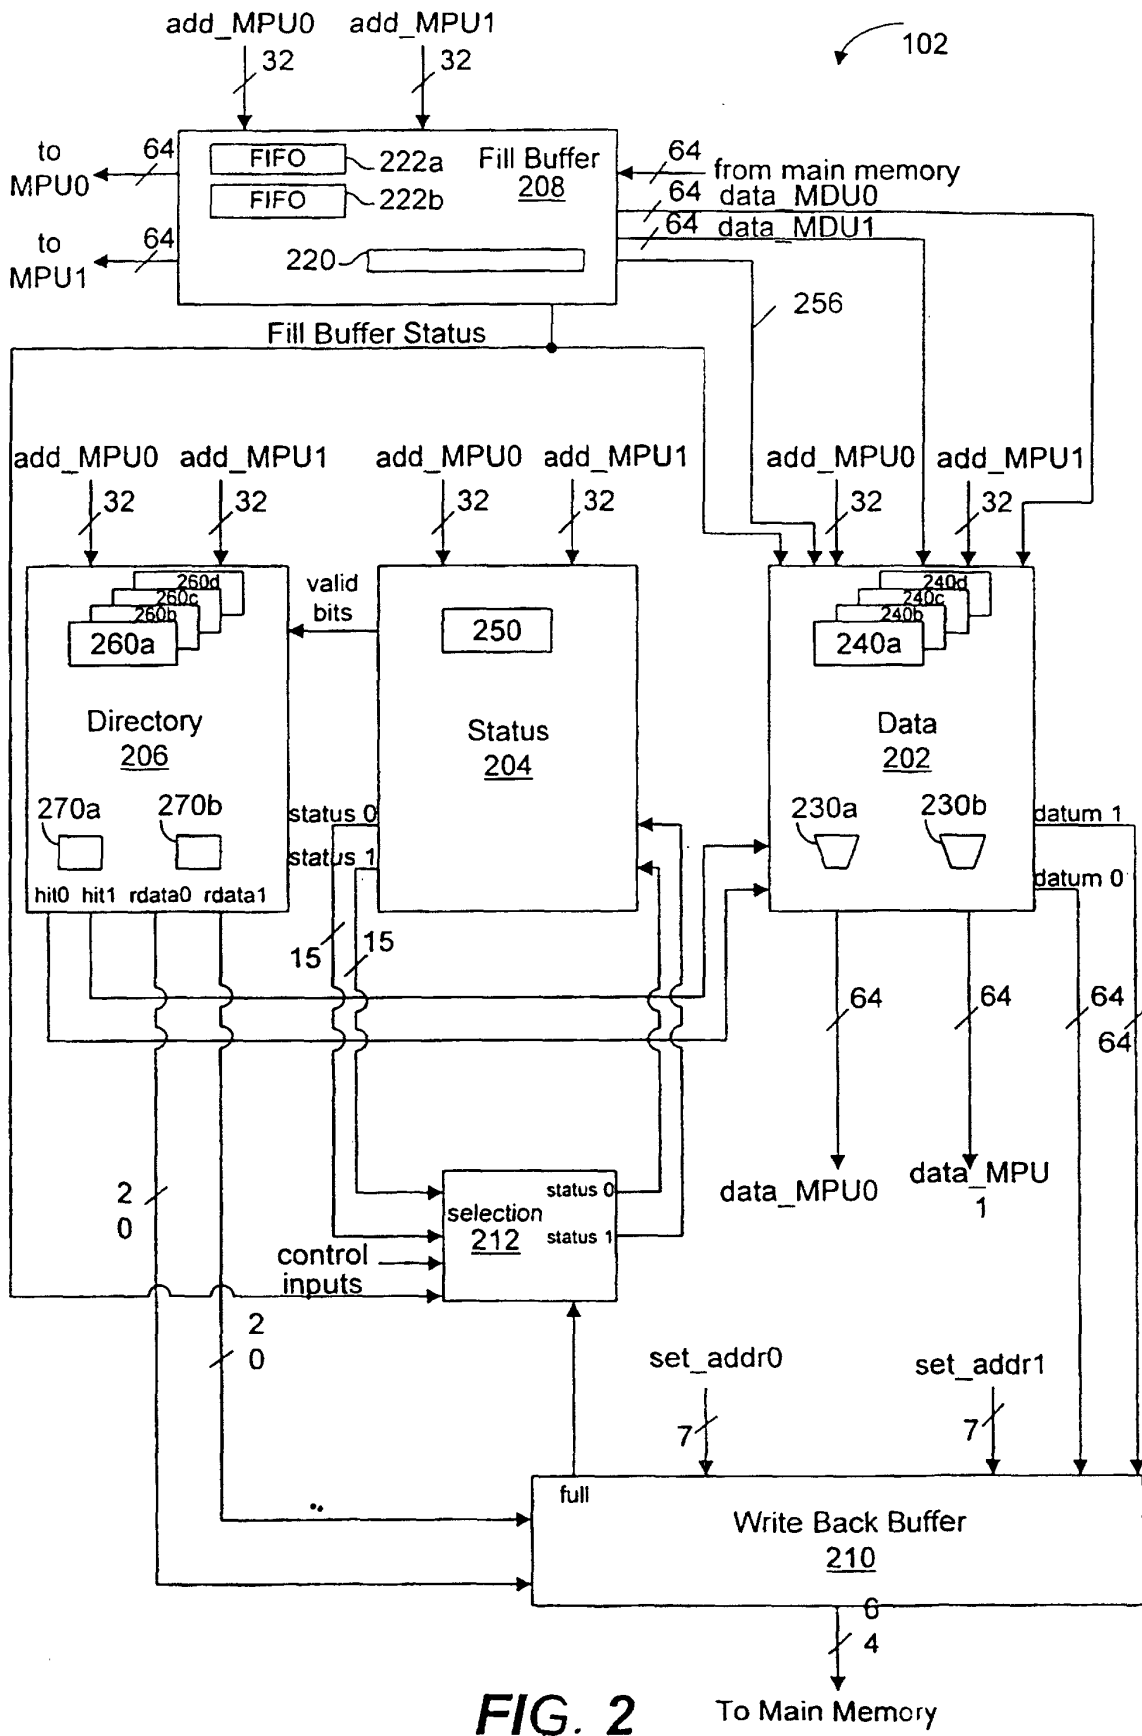 add_MPU0 add_MPU1 102
32 32
to MPU0 64 FIFO 222a Fill Buffer 208 64 from main memory
FIFO 222b 64 data_MDU0
to MPU1 64 220 64 data_MDU1
256
Fill Buffer Status
add_MPU0 add_MPU1 add_MPU0 add_MPU1 add_MPU0 add_MPU1
32 32 32 32 32 32
260d
260c
260b
260a
valid
bits
250
240d
240c
240b
240a
Directory
206
Status
204
Data
202
270a 270b status 0 230a 230b datum 1
status 1 datum 0
hit0 hit1 rdata0 rdata1
15 15
64 64 64 64
data_MPU0 data_MPU
1
2
0
selection
212
status 0
status 1
control
inputs
2
0
set_addr0 set_addr1
7 7
full
Write Back Buffer
210
6
4
To Main Memory
FIG. 2